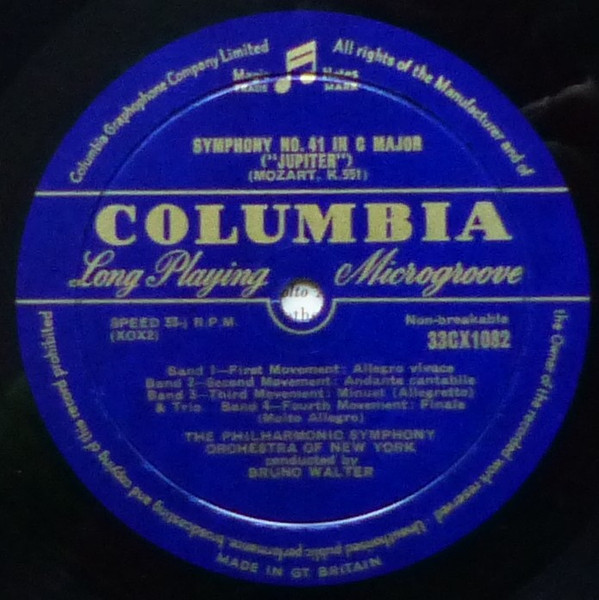 Columbia Graphophone Company Limited
All rights of the Manufacturer and of
the Owner of the recorded work reserved · Unauthorised public performance broadcasting and copying of this record prohibited
Magic Notes
TRADE MARK
SYMPHONY NO. 41 IN C MAJOR
("JUPITER")
(MOZART, K.551)
COLUMBIA
Long Playing Microgroove
SPEED 33⅓ R.P.M. Non-breakable
(XOX2) 33CX1082
Band 1—First Movement: Allegro vivace
Band 2—Second Movement: Andante cantabile
Band 3—Third Movement: Minuet (Allegretto)
& Trio. Band 4—Fourth Movement: Finale
(Molto Allegro)
THE PHILHARMONIC SYMPHONY
ORCHESTRA OF NEW YORK
conducted by
BRUNO WALTER
MADE IN GT BRITAIN